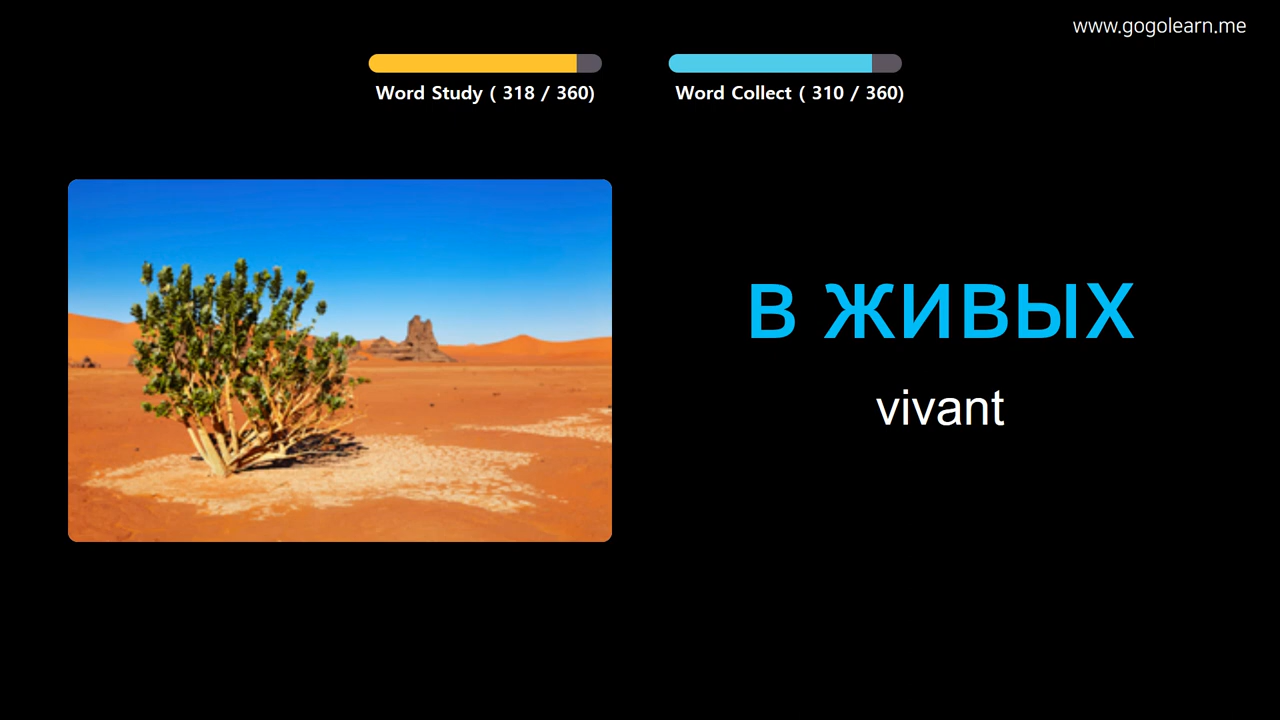 www.gogolearn.me
Word Study ( 318 / 360)
Word Collect ( 310 / 360)
в живых
vivant